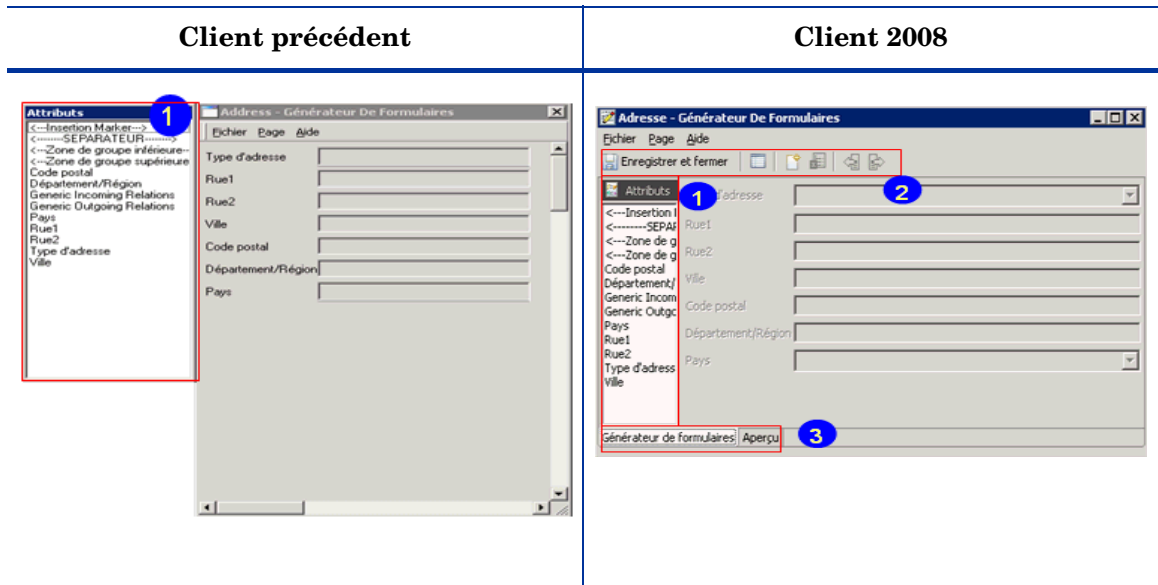 Client précédent
Client 2008
Attributs
1
<---Insertion Marker--->
<--------SEPARATEUR-------->
<---Zone de groupe inférieure--
<---Zone de groupe supérieure
Code postal
Département/Région
Generic Incoming Relations
Generic Outgoing Relations
Pays
Rue1
Rue2
Type d'adresse
Ville
Address - Générateur De Formulaires
Fichier Page Aide
Type d'adresse
Rue1
Rue2
Ville
Code postal
Département/Région
Pays
Adresse - Générateur De Formulaires
Fichier Page Aide
Enregistrer et fermer
2
Attributs
1
<---Insertion I
<--------SEPAF
<---Zone de g
<---Zone de g
Code postal
Département/
Generic Incom
Generic Outgc
Pays
Rue1
Rue2
Type d'adress
Ville
d'adresse
Rue1
Rue2
Ville
Code postal
Département/Région
Pays
Générateur de formulaires Aperçu
3